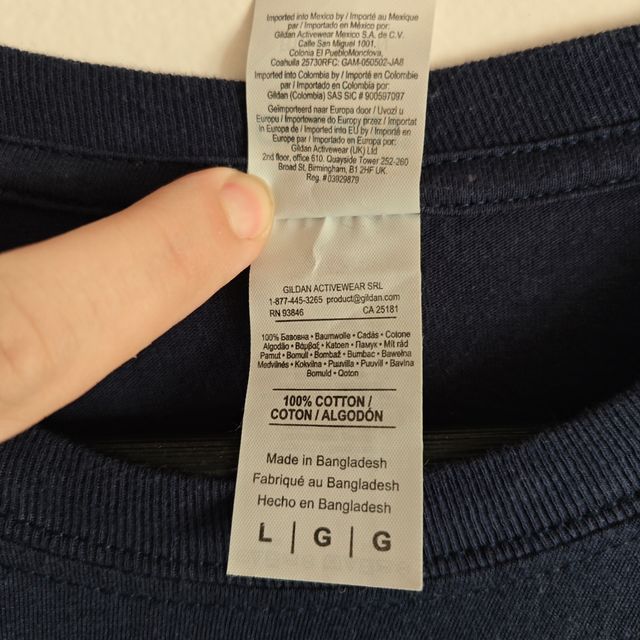 Imported into Mexico by / Importé au Mexique
par / Importado en México por:
Gildan Activewear Mexico S.A. de C.V.
Calle San Miguel 1001,
Colonia El PuebloMonclova,
Coahuila 25730RFC: GAM-050502-JA8
Imported into Colombia by / Importé en Colombie
par / Importado en Colombia por:
Gildan (Colombia) SAS SIC # 900597097
Geïmporteerd naar Europa door / Uvozi u
Europu / Importowane do Europy przez / Importat
în Europa de / Imported into EU by / Importé en
Europe par / Importado en Europa por:
Gildan Activewear (UK) Ltd
2nd floor, office 610. Quayside Tower 252-260
Broad St, Birmingham, B1 2HF UK.
Reg. # 03929879
GILDAN ACTIVEWEAR SRL
1-877-445-3265 product@gildan.com
RN 93846 CA 25181
100% Бавовна • Baumwolle • Cadás • Cotone
Algodão • Βαμβαξ • Katoen • Памук • Mít rád
Pamut • Bomull • Bombaž • Bumbac • Bawełna
Medvilnės • Kokvilna • Puuvilla • Puuvill • Bavlna
Bomuld • Qoton
100% COTTON /
COTON / ALGODÓN
Made in Bangladesh
Fabriqué au Bangladesh
Hecho en Bangladesh
L | G | G